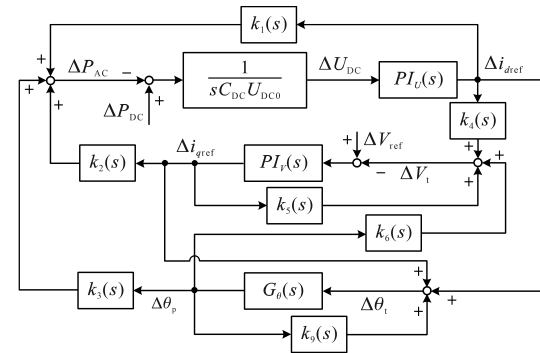 k₁(s)
+
+
+
ΔP_AC
−
+
ΔP_DC
1
sC_DC U_DC0
ΔU_DC
PI_U(s)
Δi_dref
k₄(s)
k₂(s)
Δi_qref
PI_V(s)
+
ΔV_ref
−
ΔV_t
+
+
+
k₅(s)
k₆(s)
k₃(s)
Δθ_p
G_θ(s)
Δθ_t
+
+
+
k₉(s)